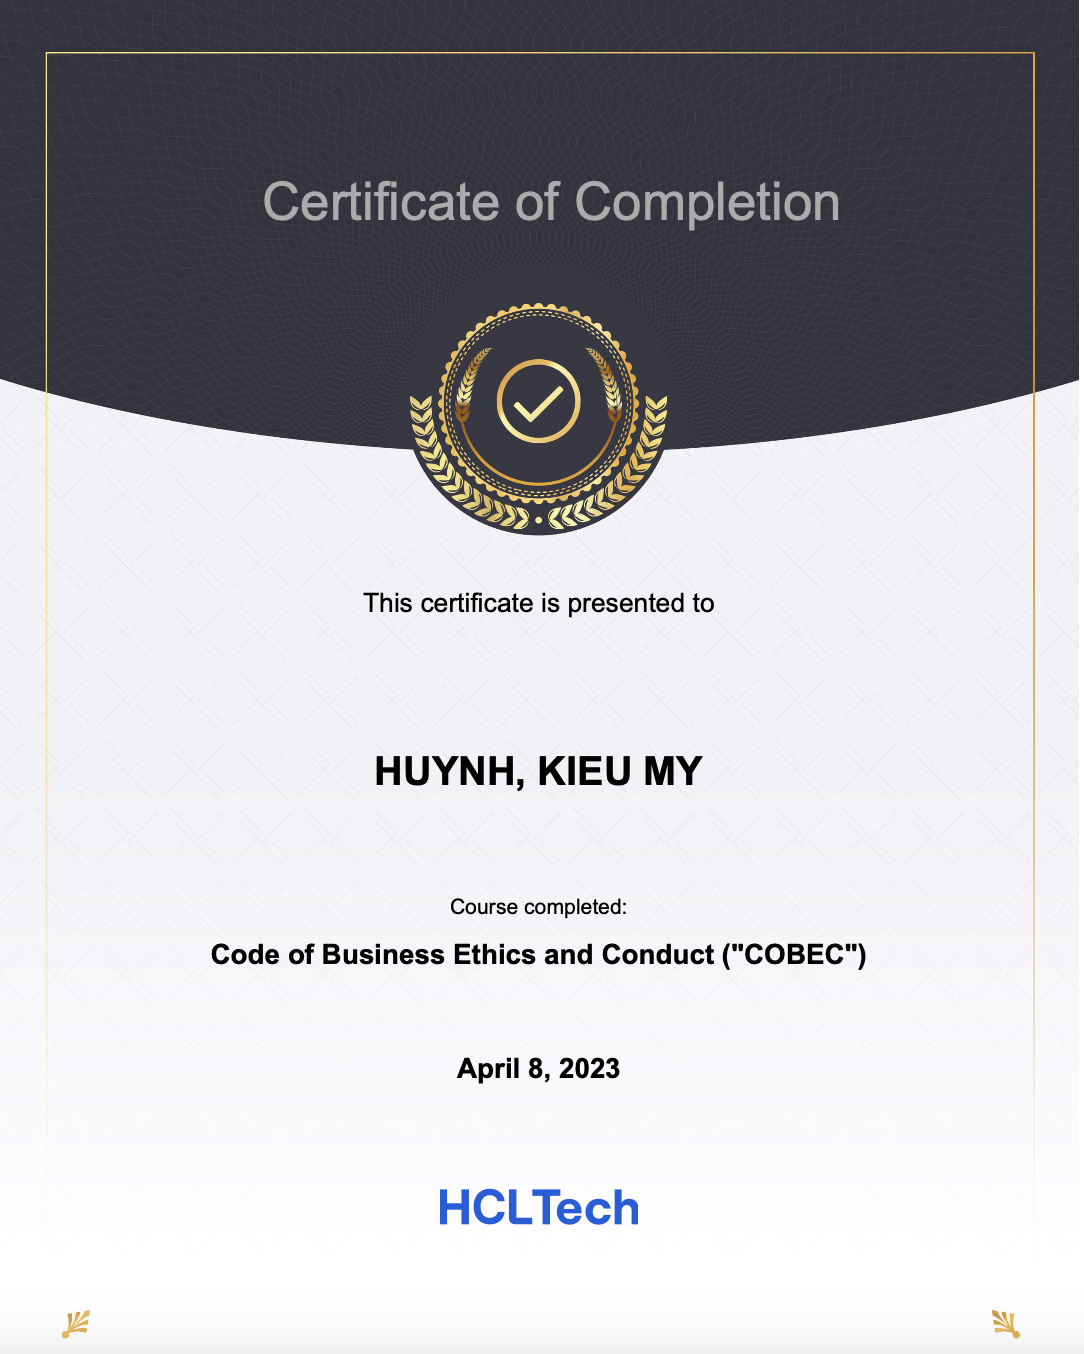 Certificate of Completion
This certificate is presented to
HUYNH, KIEU MY
Course completed:
Code of Business Ethics and Conduct ("COBEC")
April 8, 2023
HCLTech